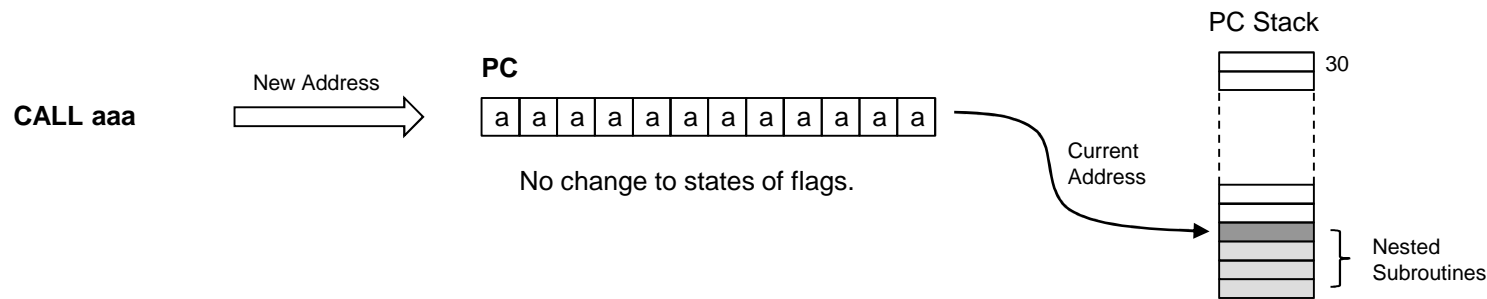 PC Stack
30
PC
New Address
CALL aaa
a a a a a a a a a a a a
No change to states of flags.
Current
Address
Nested
Subroutines